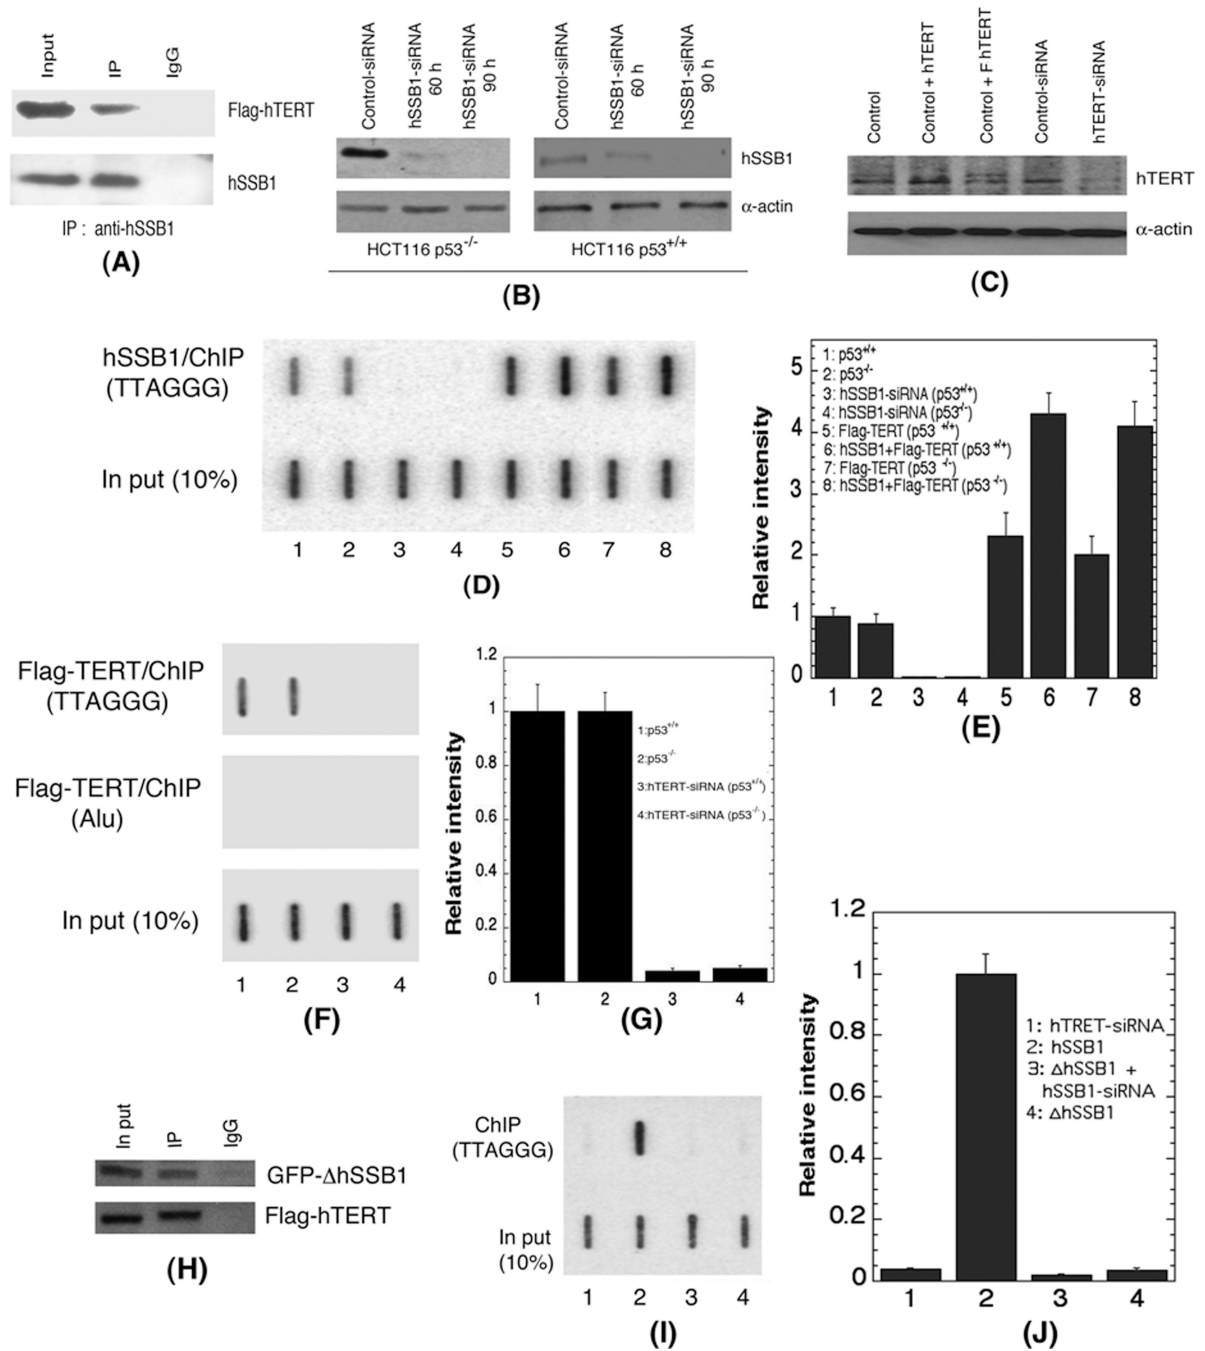 Input
IP
IgG
Flag-hTERT
hSSB1
IP : anti-hSSB1
(A)
Control-siRNA
hSSB1-siRNA
60 h
hSSB1-siRNA
90 h
Control-siRNA
hSSB1-siRNA
60 h
hSSB1-siRNA
90 h
hSSB1
α-actin
HCT116 p53-/-
HCT116 p53+/+
(B)
Control
Control + hTERT
Control + F hTERT
Control-siRNA
hTERT-siRNA
hTERT
α-actin
(C)
hSSB1/ChIP
(TTAGGG)
In put (10%)
1 2 3 4 5 6 7 8
(D)
Relative intensity
5
4
3
2
1
0
1: p53+/+
2: p53-/-
3: hSSB1-siRNA (p53+/+)
4: hSSB1-siRNA (p53-/-)
5: Flag-TERT (p53 +/+)
6: hSSB1+Flag-TERT (p53 +/+)
7: Flag-TERT (p53 -/-)
8: hSSB1+Flag-TERT (p53 -/-)
1 2 3 4 5 6 7 8
(E)
Flag-TERT/ChIP
(TTAGGG)
Flag-TERT/ChIP
(Alu)
In put (10%)
1 2 3 4
(F)
Relative intensity
1.2
1
0.8
0.6
0.4
0.2
0
1:p53+/+
2:p53-/-
3:hTERT-siRNA (p53+/+)
4:hTERT-siRNA (p53-/-)
1 2 3 4
(G)
In put
IP
IgG
GFP-ΔhSSB1
Flag-hTERT
(H)
ChIP
(TTAGGG)
In put
(10%)
1 2 3 4
(I)
Relative intensity
1.2
1
0.8
0.6
0.4
0.2
0
1: hTRET-siRNA
2: hSSB1
3: ΔhSSB1 +
hSSB1-siRNA
4: ΔhSSB1
1 2 3 4
(J)